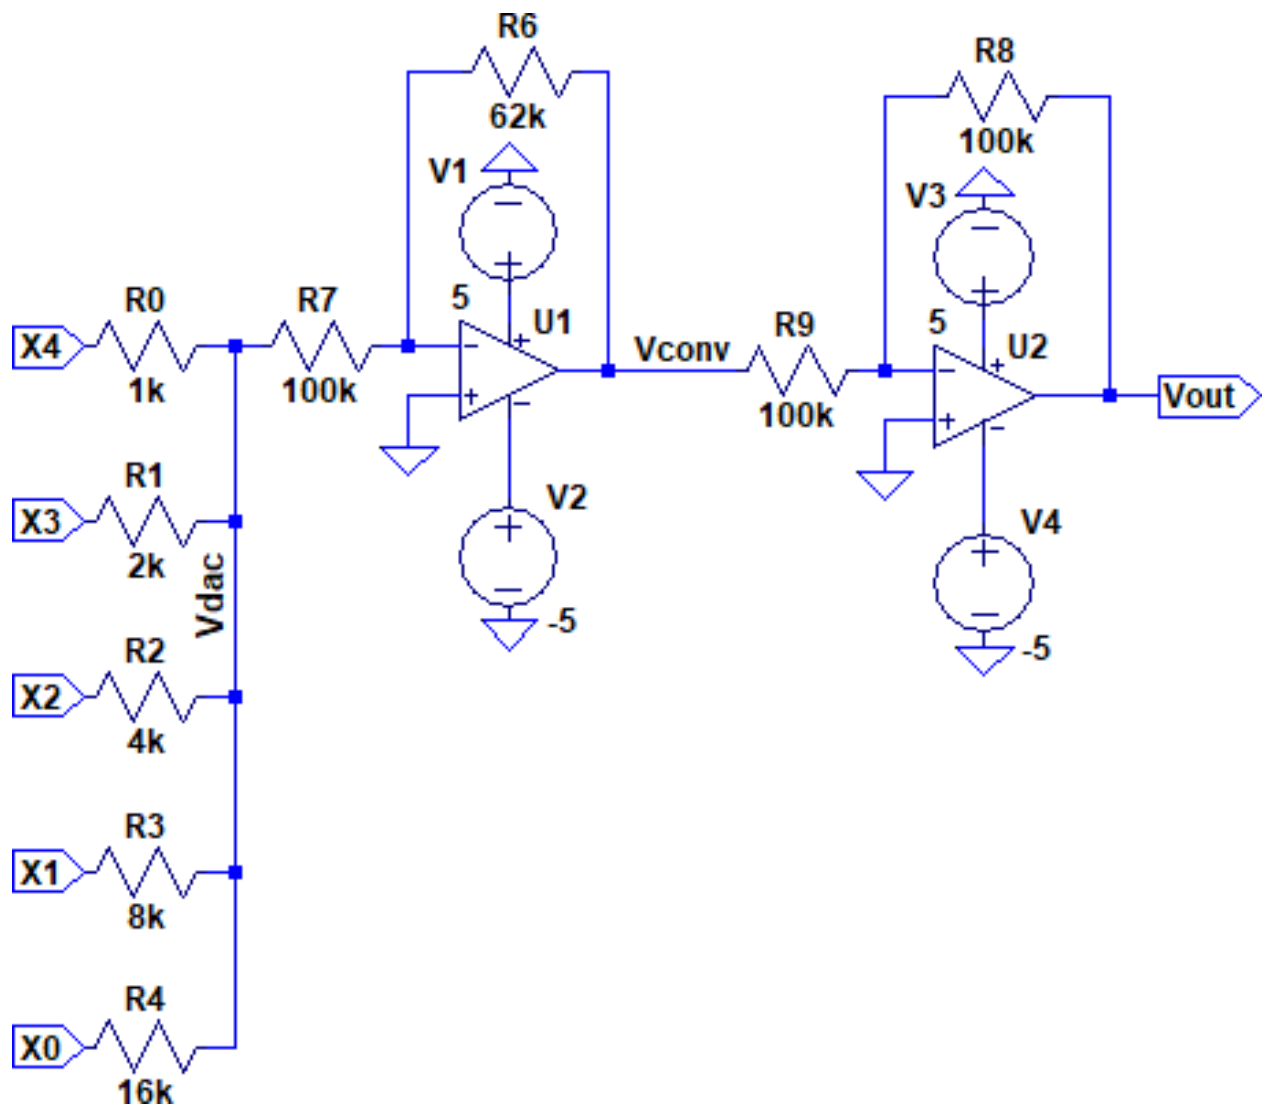 R6
62k
R8
100k
V1
V3
5
U1
5
U2
X4
R0
1k
R7
100k
Vconv
R9
100k
Vout
X3
R1
2k
Vdac
V2
-5
V4
-5
X2
R2
4k
X1
R3
8k
X0
R4
16k